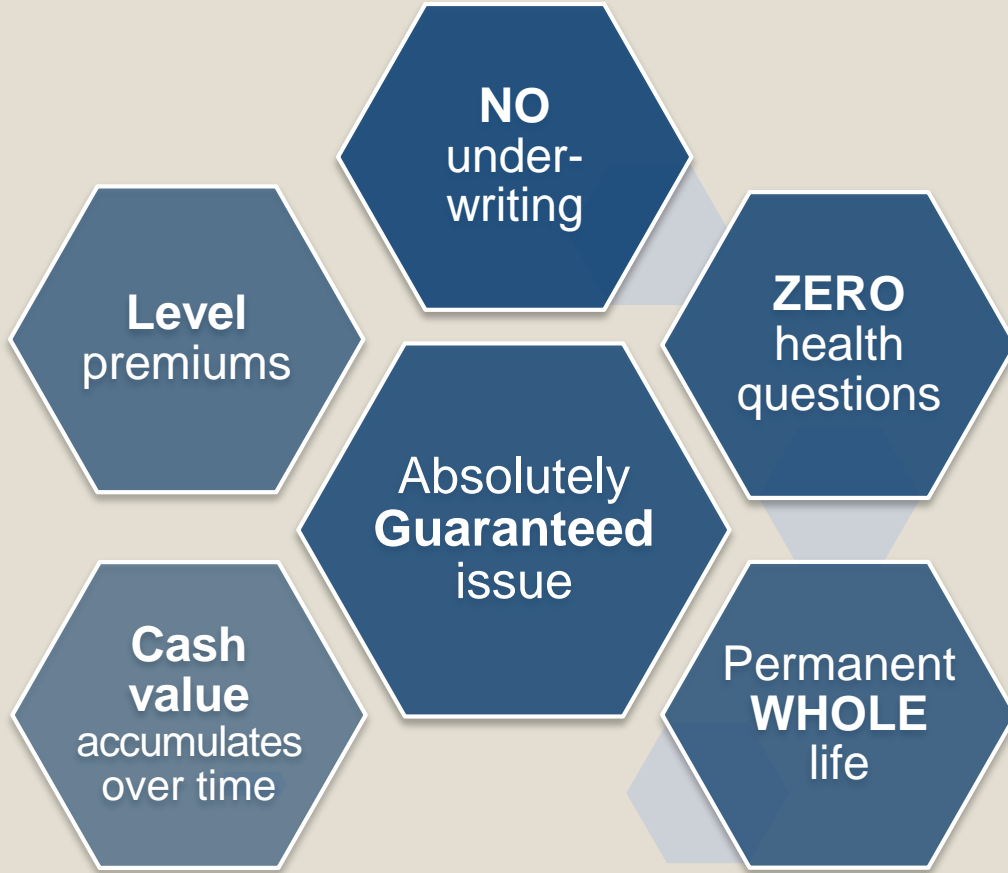 NO
under-
writing
ZERO
health
questions
Level
premiums
Absolutely
Guaranteed
issue
Cash
value
accumulates
over time
Permanent
WHOLE
life